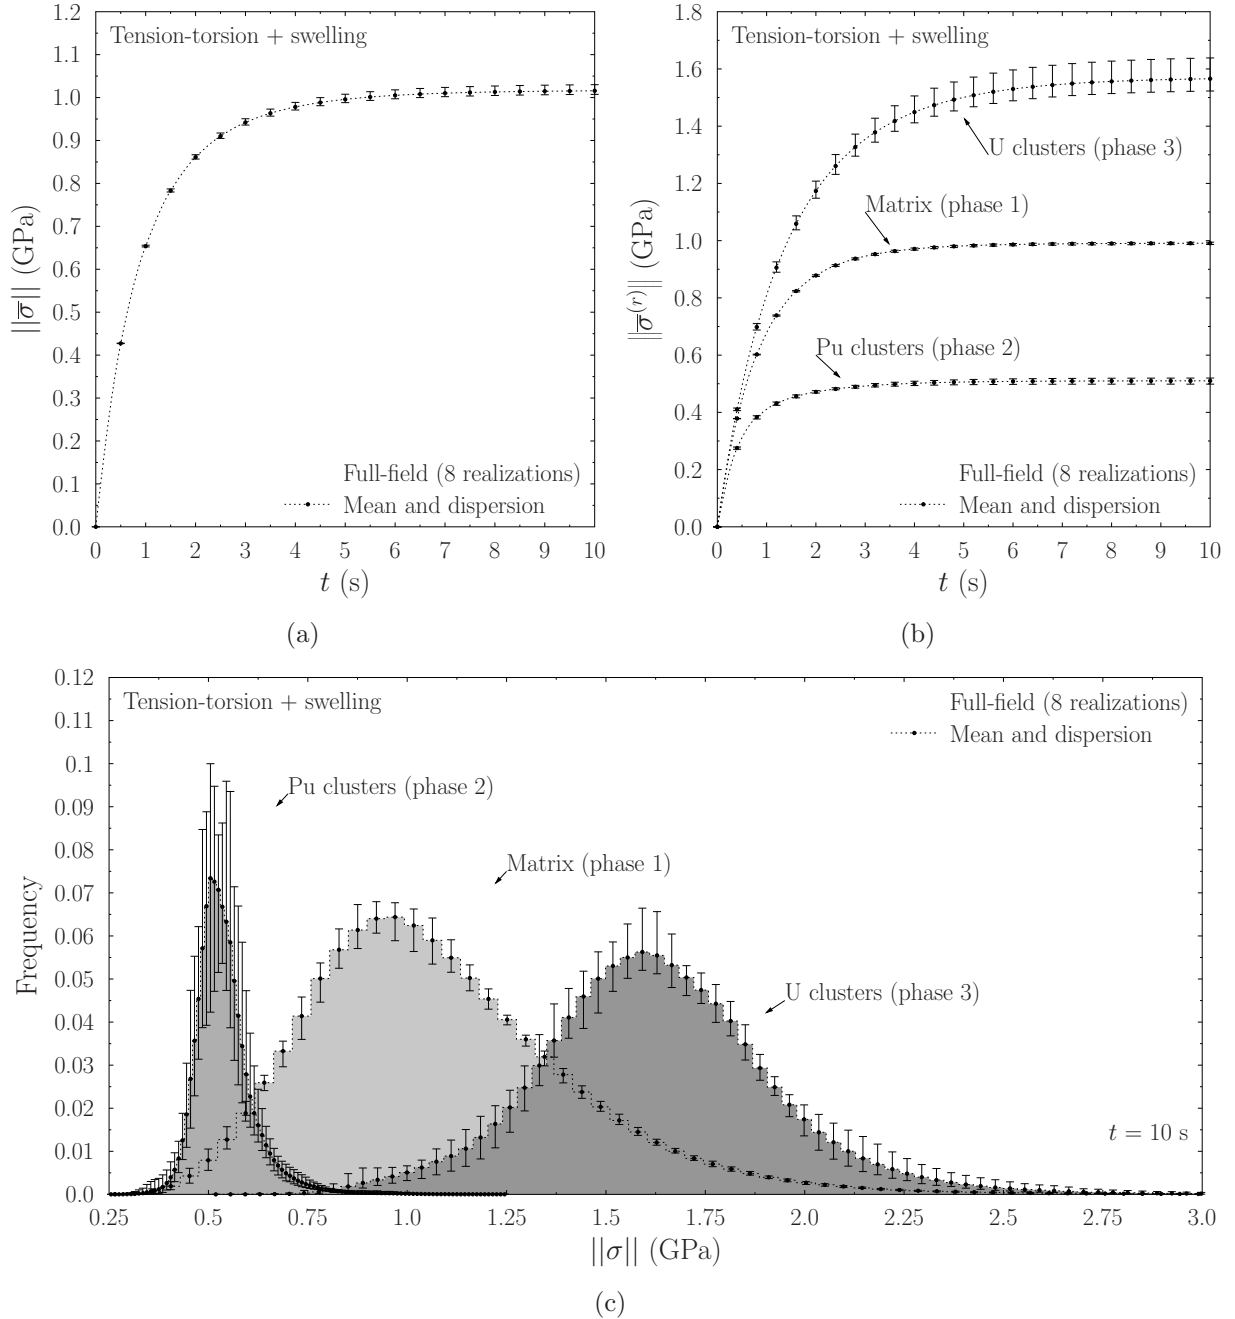 1.2
1.1
1.0
0.9
0.8
0.7
0.6
0.5
0.4
0.3
0.2
0.1
0.0
||σ̿|| (GPa)
Tension-torsion + swelling
Full-field (8 realizations)
Mean and dispersion
0 1 2 3 4 5 6 7 8 9 10
t (s)
(a)
1.8
1.6
1.4
1.2
1.0
0.8
0.6
0.4
0.2
0.0
||σ̿^(r)|| (GPa)
Tension-torsion + swelling
U clusters (phase 3)
Matrix (phase 1)
Pu clusters (phase 2)
Full-field (8 realizations)
Mean and dispersion
0 1 2 3 4 5 6 7 8 9 10
t (s)
(b)
0.12
0.11
0.1
0.09
0.08
0.07
0.06
0.05
0.04
0.03
0.02
0.01
0.0
Frequency
Tension-torsion + swelling
Full-field (8 realizations)
Mean and dispersion
Pu clusters (phase 2)
Matrix (phase 1)
U clusters (phase 3)
t = 10 s
0.25 0.5 0.75 1.0 1.25 1.5 1.75 2.0 2.25 2.5 2.75 3.0
||σ|| (GPa)
(c)